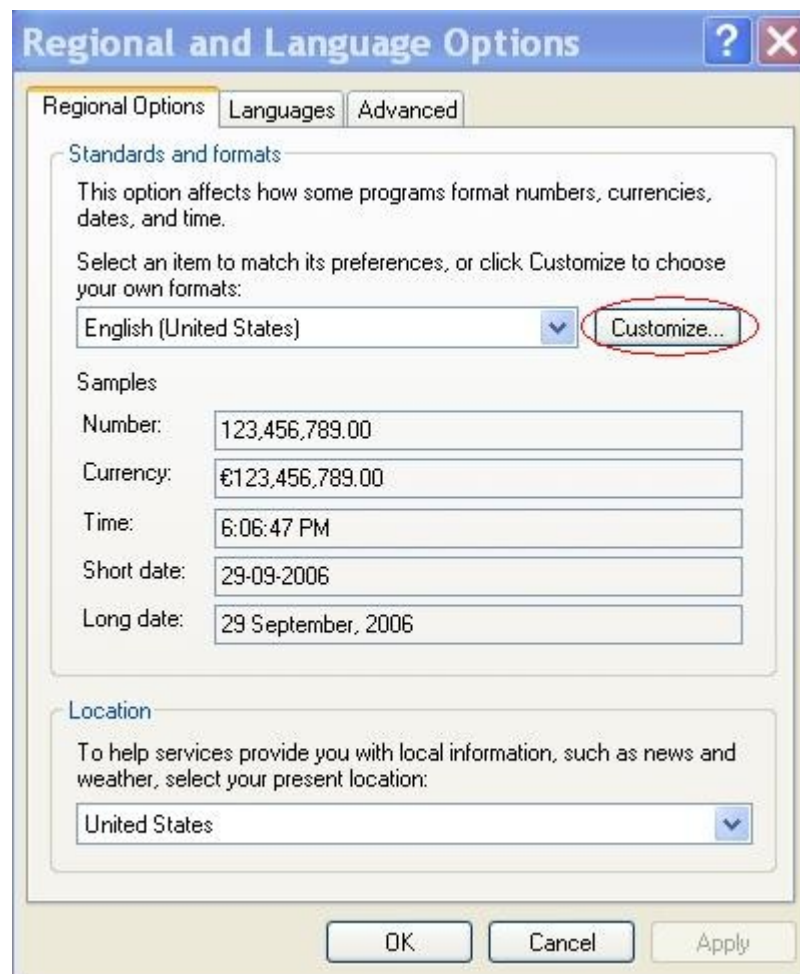 Regional and Language Options
Regional Options
Languages
Advanced
Standards and formats
This option affects how some programs format numbers, currencies,
dates, and time.
Select an item to match its preferences, or click Customize to choose
your own formats:
English (United States)
Customize...
Samples
Number:
123,456,789.00
Currency:
€123,456,789.00
Time:
6:06:47 PM
Short date:
29-09-2006
Long date:
29 September, 2006
Location
To help services provide you with local information, such as news and
weather, select your present location:
United States
OK
Cancel
Apply